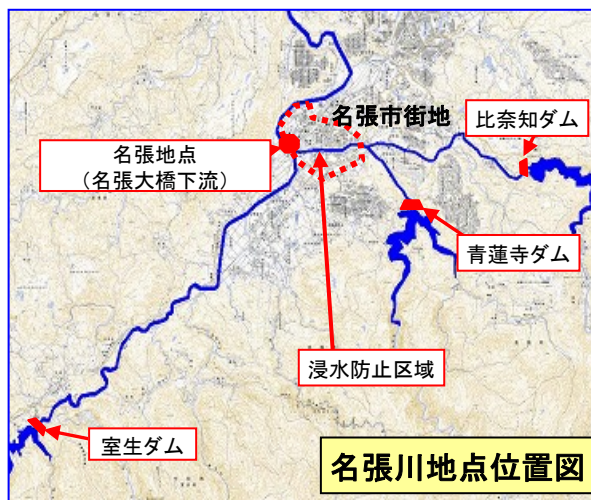 名張市街地
比奈知ダム
名張地点
（名張大橋下流）
青蓮寺ダム
浸水防止区域
室生ダム
名張川地点位置図